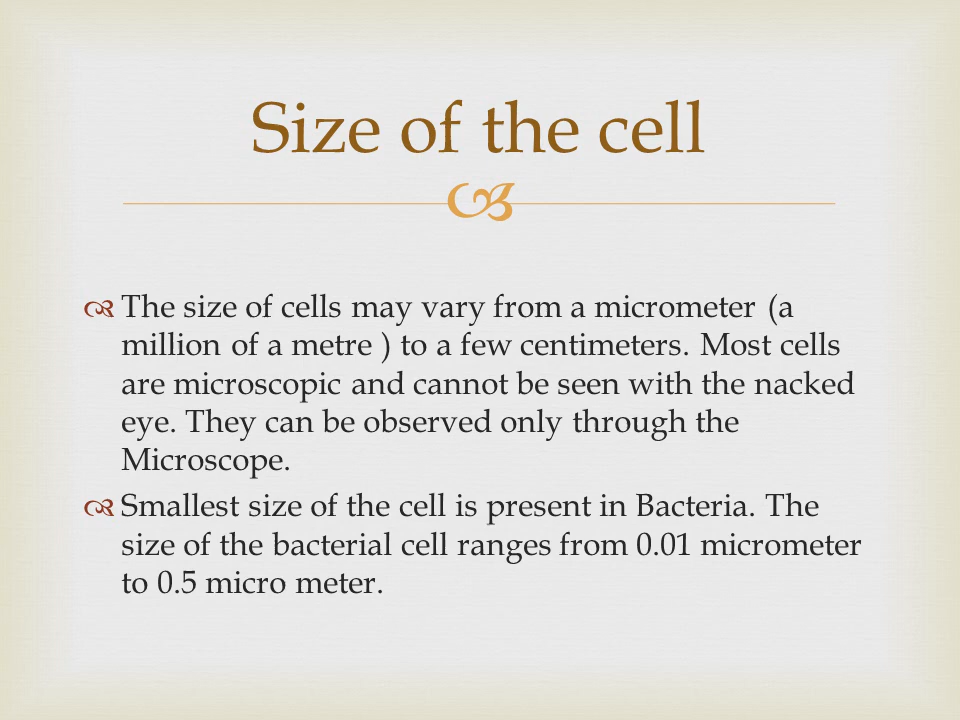 Size of the cell
The size of cells may vary from a micrometer (a
million of a metre ) to a few centimeters. Most cells
are microscopic and cannot be seen with the nacked
eye. They can be observed only through the
Microscope.
Smallest size of the cell is present in Bacteria. The
size of the bacterial cell ranges from 0.01 micrometer
to 0.5 micro meter.